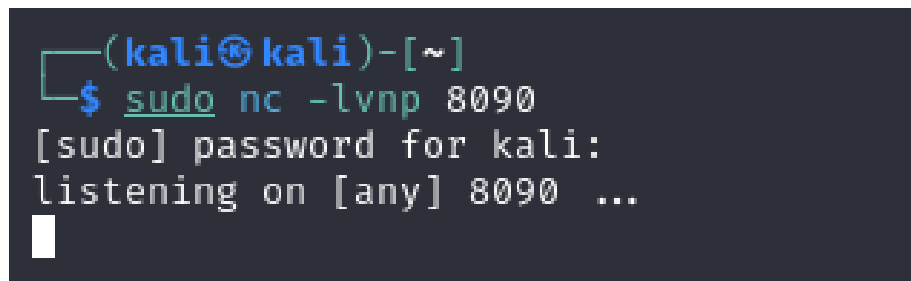 ┌──(kali㉿kali)-[~]
└─$ sudo nc -lvnp 8090
[sudo] password for kali:
listening on [any] 8090 ...